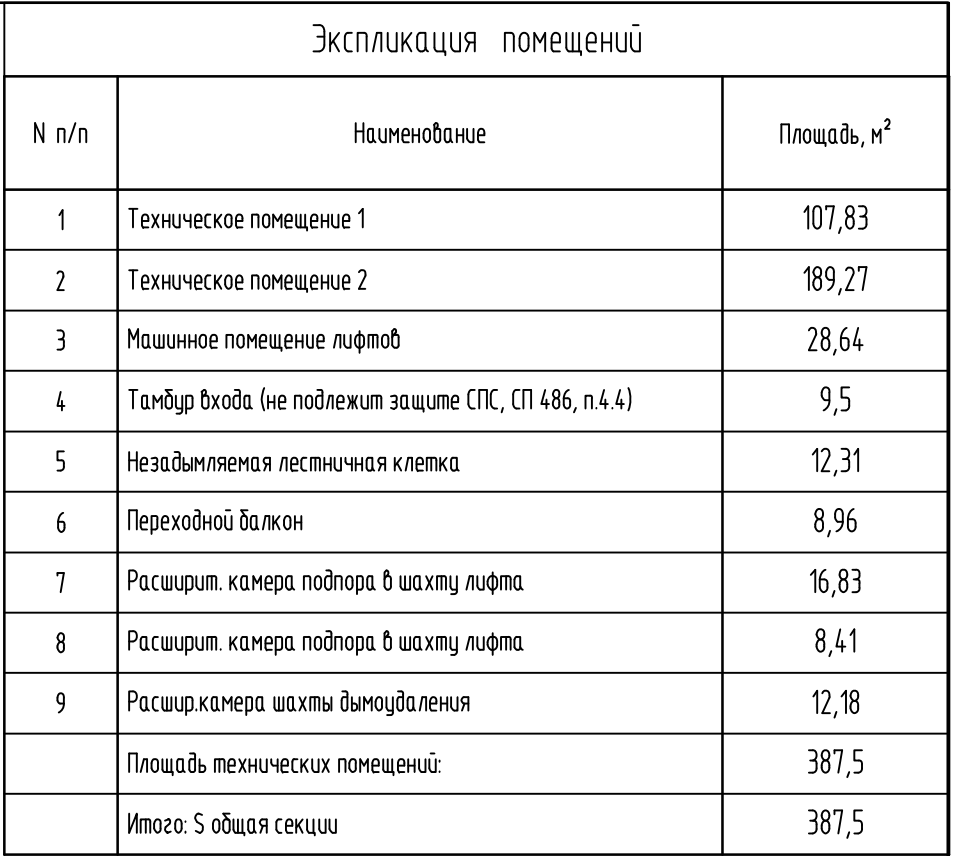 Экспликация помещений
N п/п Наименование Площадь, м²
1 Техническое помещение 1 107,83
2 Техническое помещение 2 189,27
3 Машинное помещение лифтов 28,64
4 Тамбур входа (не подлежит защите СПС, СП 486, п.4.4) 9,5
5 Незадымляемая лестничная клетка 12,31
6 Переходной балкон 8,96
7 Расширит. камера подпора в шахту лифта 16,83
8 Расширит. камера подпора в шахту лифта 8,41
9 Расшир.камера шахты дымоудаления 12,18
Площадь технических помещений: 387,5
Итого: S общая секции 387,5